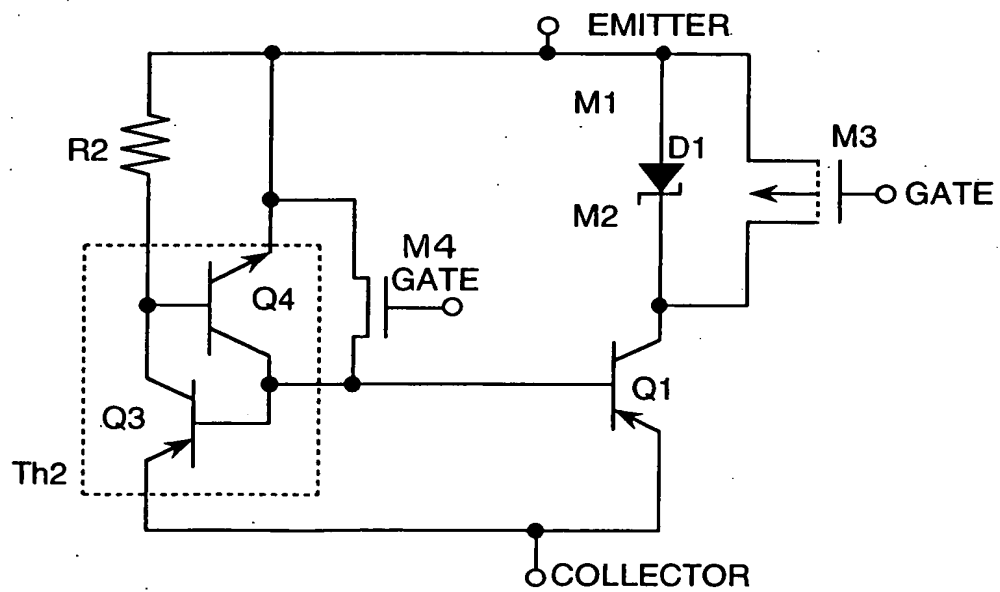 EMITTER
M1
R2
D1
M3
GATE
M2
M4
GATE
Q4
Q1
Q3
Th2
COLLECTOR